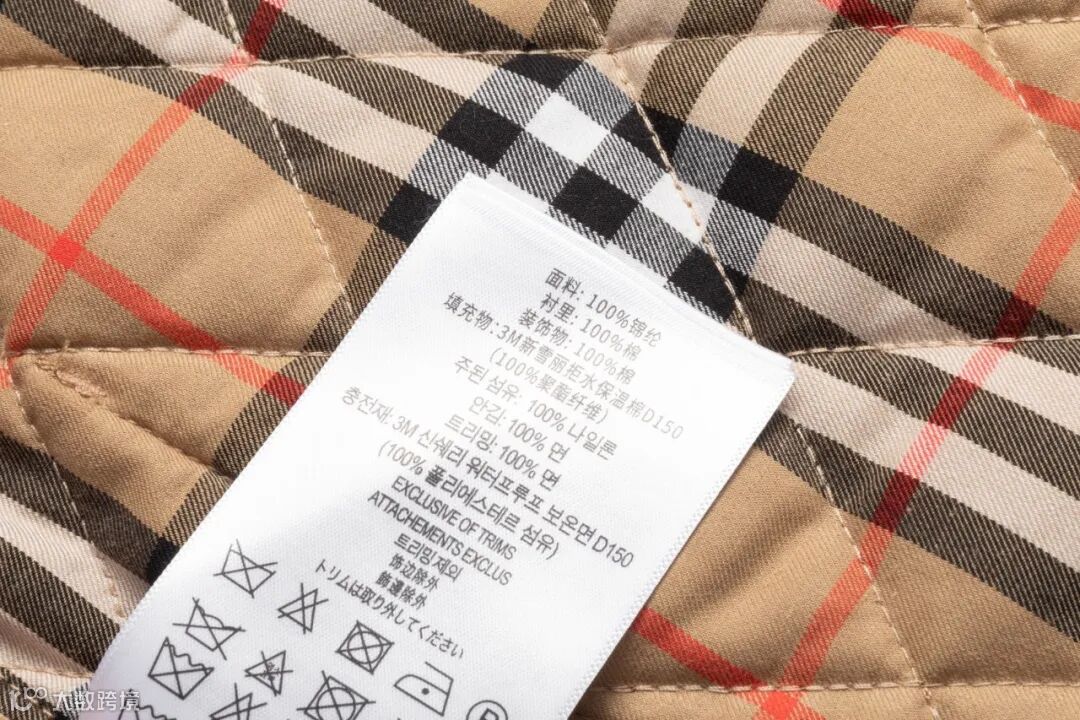 面料: 100%锦纶
衬里: 100%棉
装饰物: 100%棉
填充物: 3M新雪丽拒水保温棉D150
(100%聚酯纤维)
주된 섬유: 100% 나일론
안감: 100% 면
트리밍: 100% 면
충전재: 3M 신쉐리 워터프루프 보온면 D150
(100% 폴리에스테르 섬유)
EXCLUSIVE OF TRIMS
ATTACHEMENTS EXCLUS
트리밍제외
饰边除外
飾邊除外
トリムは取り外してください
P
大数跨境